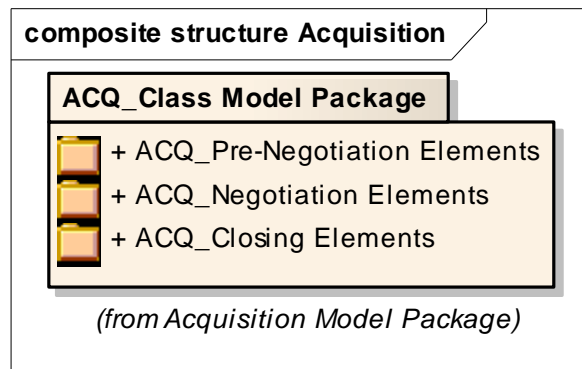 composite structure Acquisition
ACQ_Class Model Package
+ ACQ_Pre-Negotiation Elements
+ ACQ_Negotiation Elements
+ ACQ_Closing Elements
(from Acquisition Model Package)